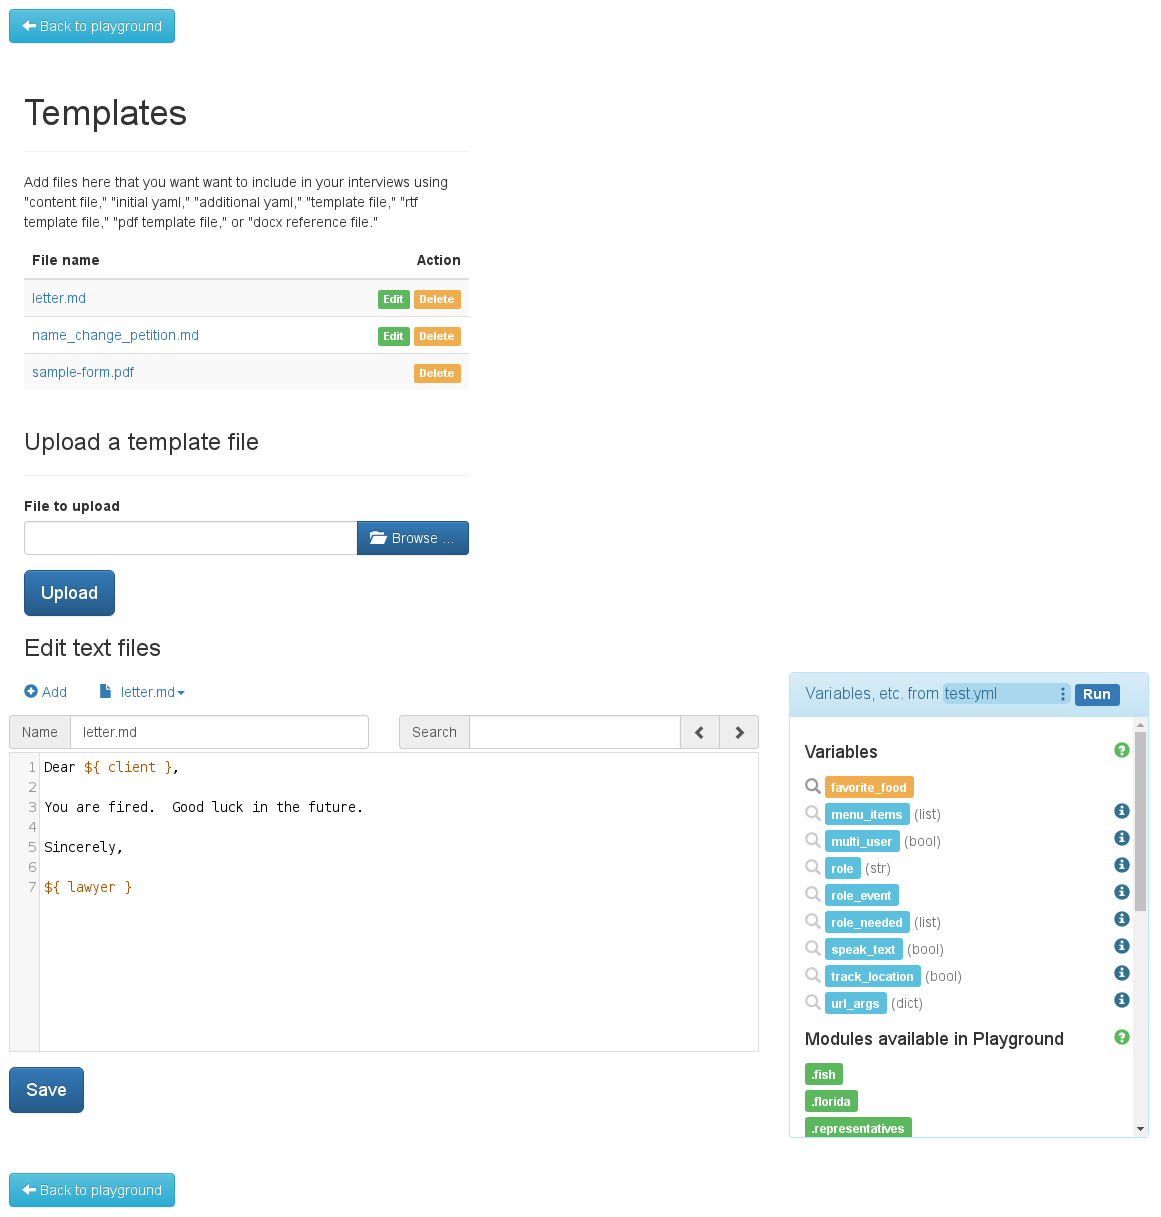 Back to playground
Templates
Add files here that you want want to include in your interviews using
"content file," "initial yaml," "additional yaml," "template file," "rtf
template file," "pdf template file," or "docx reference file."
File name Action
letter.md Edit Delete
name_change_petition.md Edit Delete
sample-form.pdf Delete
Upload a template file
File to upload
Browse ...
Upload
Edit text files
Add letter.md
Name letter.md Search
1 Dear ${ client },
2
3 You are fired.  Good luck in the future.
4
5 Sincerely,
6
7 ${ lawyer }
Save
Variables, etc. from test.yml Run
Variables
favorite_food
menu_items (list)
multi_user (bool)
role (str)
role_event
role_needed (list)
speak_text (bool)
track_location (bool)
url_args (dict)
Modules available in Playground
.fish
.florida
.representatives
Back to playground